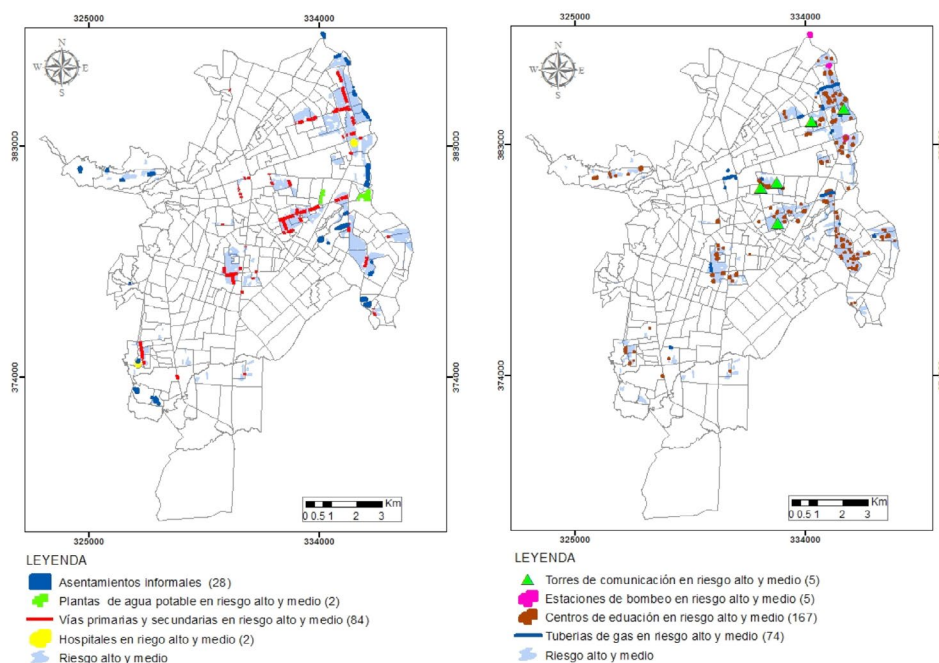 325000 334000
N
W E
S
383000 383000
374000 374000
Km
0 0.5 1 2 3
325000 334000
LEYENDA
Asentamientos informales (28)
Plantas de agua potable en riesgo alto y medio (2)
Vías primarias y secundarias en riesgo alto y medio (84)
Hospitales en riego alto y medio (2)
Riesgo alto y medio
325000 334000
N
W E
S
383000
374000
Km
0 0.5 1 2 3
325000 334000
LEYENDA
Torres de comunicación en riesgo alto y medio (5)
Estaciones de bombeo en riesgo alto y medio (5)
Centros de eduación en riesgo alto y medio (167)
Tuberias de gas en riesgo alto y medio (74)
Riesgo alto y medio